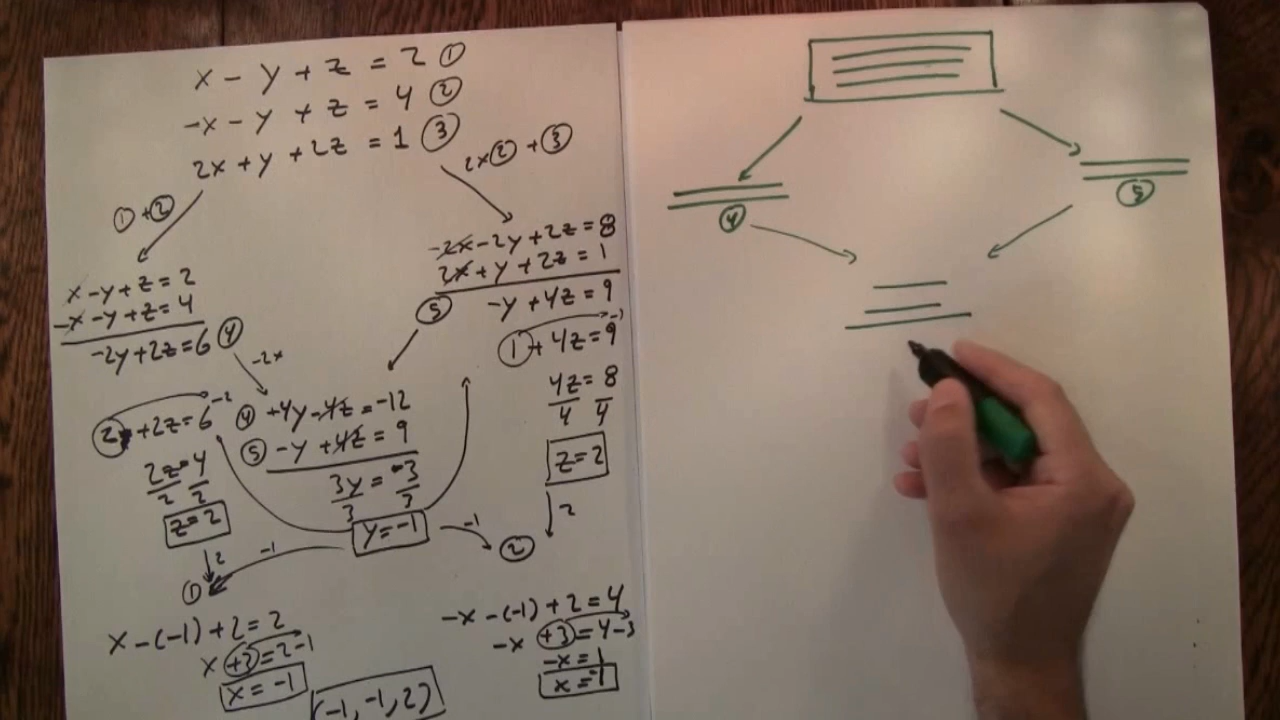 x - y + z = 2 ①
-x - y + z = 4 ②
2x + y + 2z = 1 ③
① + ②
2x② + ③
x - y + z = 2
-x - y + z = 4
-2y + 2z = 6 ④
-2x
-2x - 2y + 2z = 8
2x + y + 2z = 1
⑤ -y + 4z = 9
-1
1 + 4z = 9
4z = 8
4 4
z = 2
2
④ +4y - 4z = -12
⑤ -y + 4z = 9
3y = -3
3 3
y = -1
-2
2 + 2z = 6
2z = 4
2 2
z = 2
2
-1
-1
①
②
x - (-1) + 2 = 2
x +3 = 2 - 1
x = -1
-x - (-1) + 2 = 4
-x +3 = 4 - 3
-x = 1
x = -1
(-1, -1, 2)
④
⑤